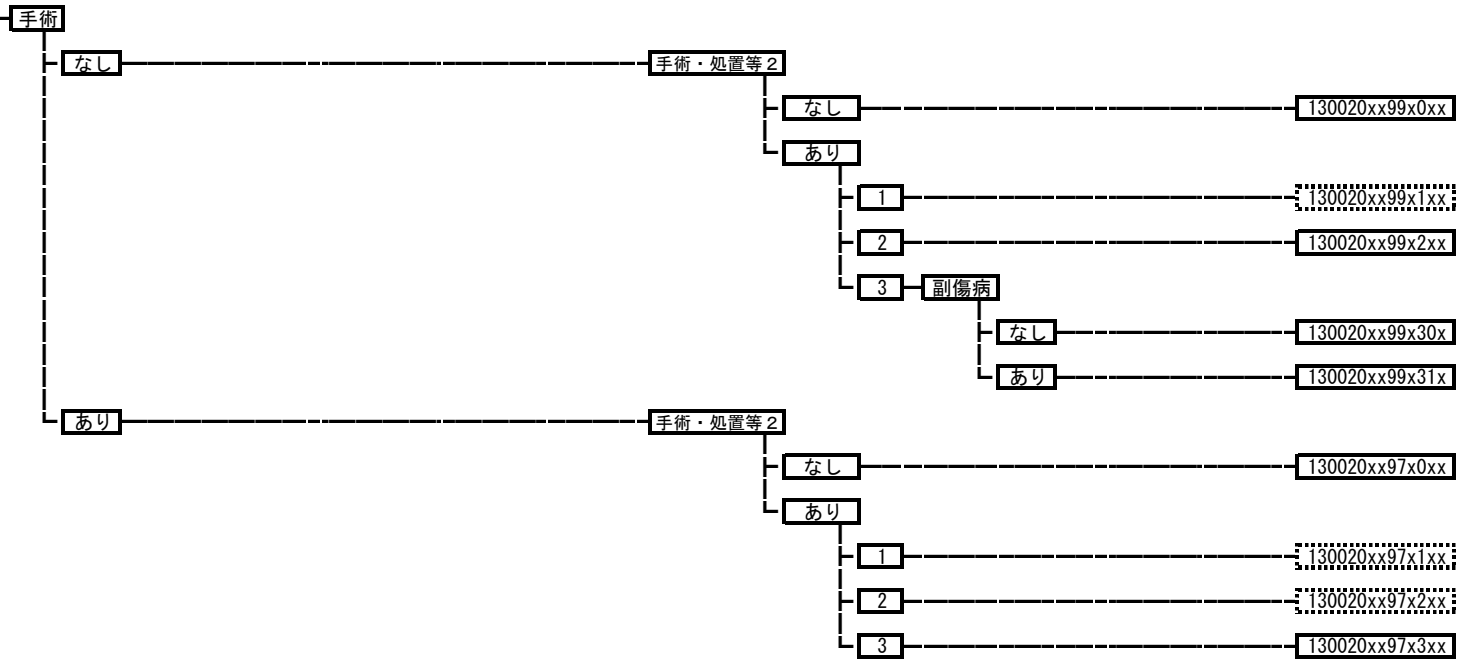 手術
なし 手術・処置等２
なし 130020xx99x0xx
あり
1 130020xx99x1xx
2 130020xx99x2xx
3 副傷病
なし 130020xx99x30x
あり 130020xx99x31x
あり 手術・処置等２
なし 130020xx97x0xx
あり
1 130020xx97x1xx
2 130020xx97x2xx
3 130020xx97x3xx